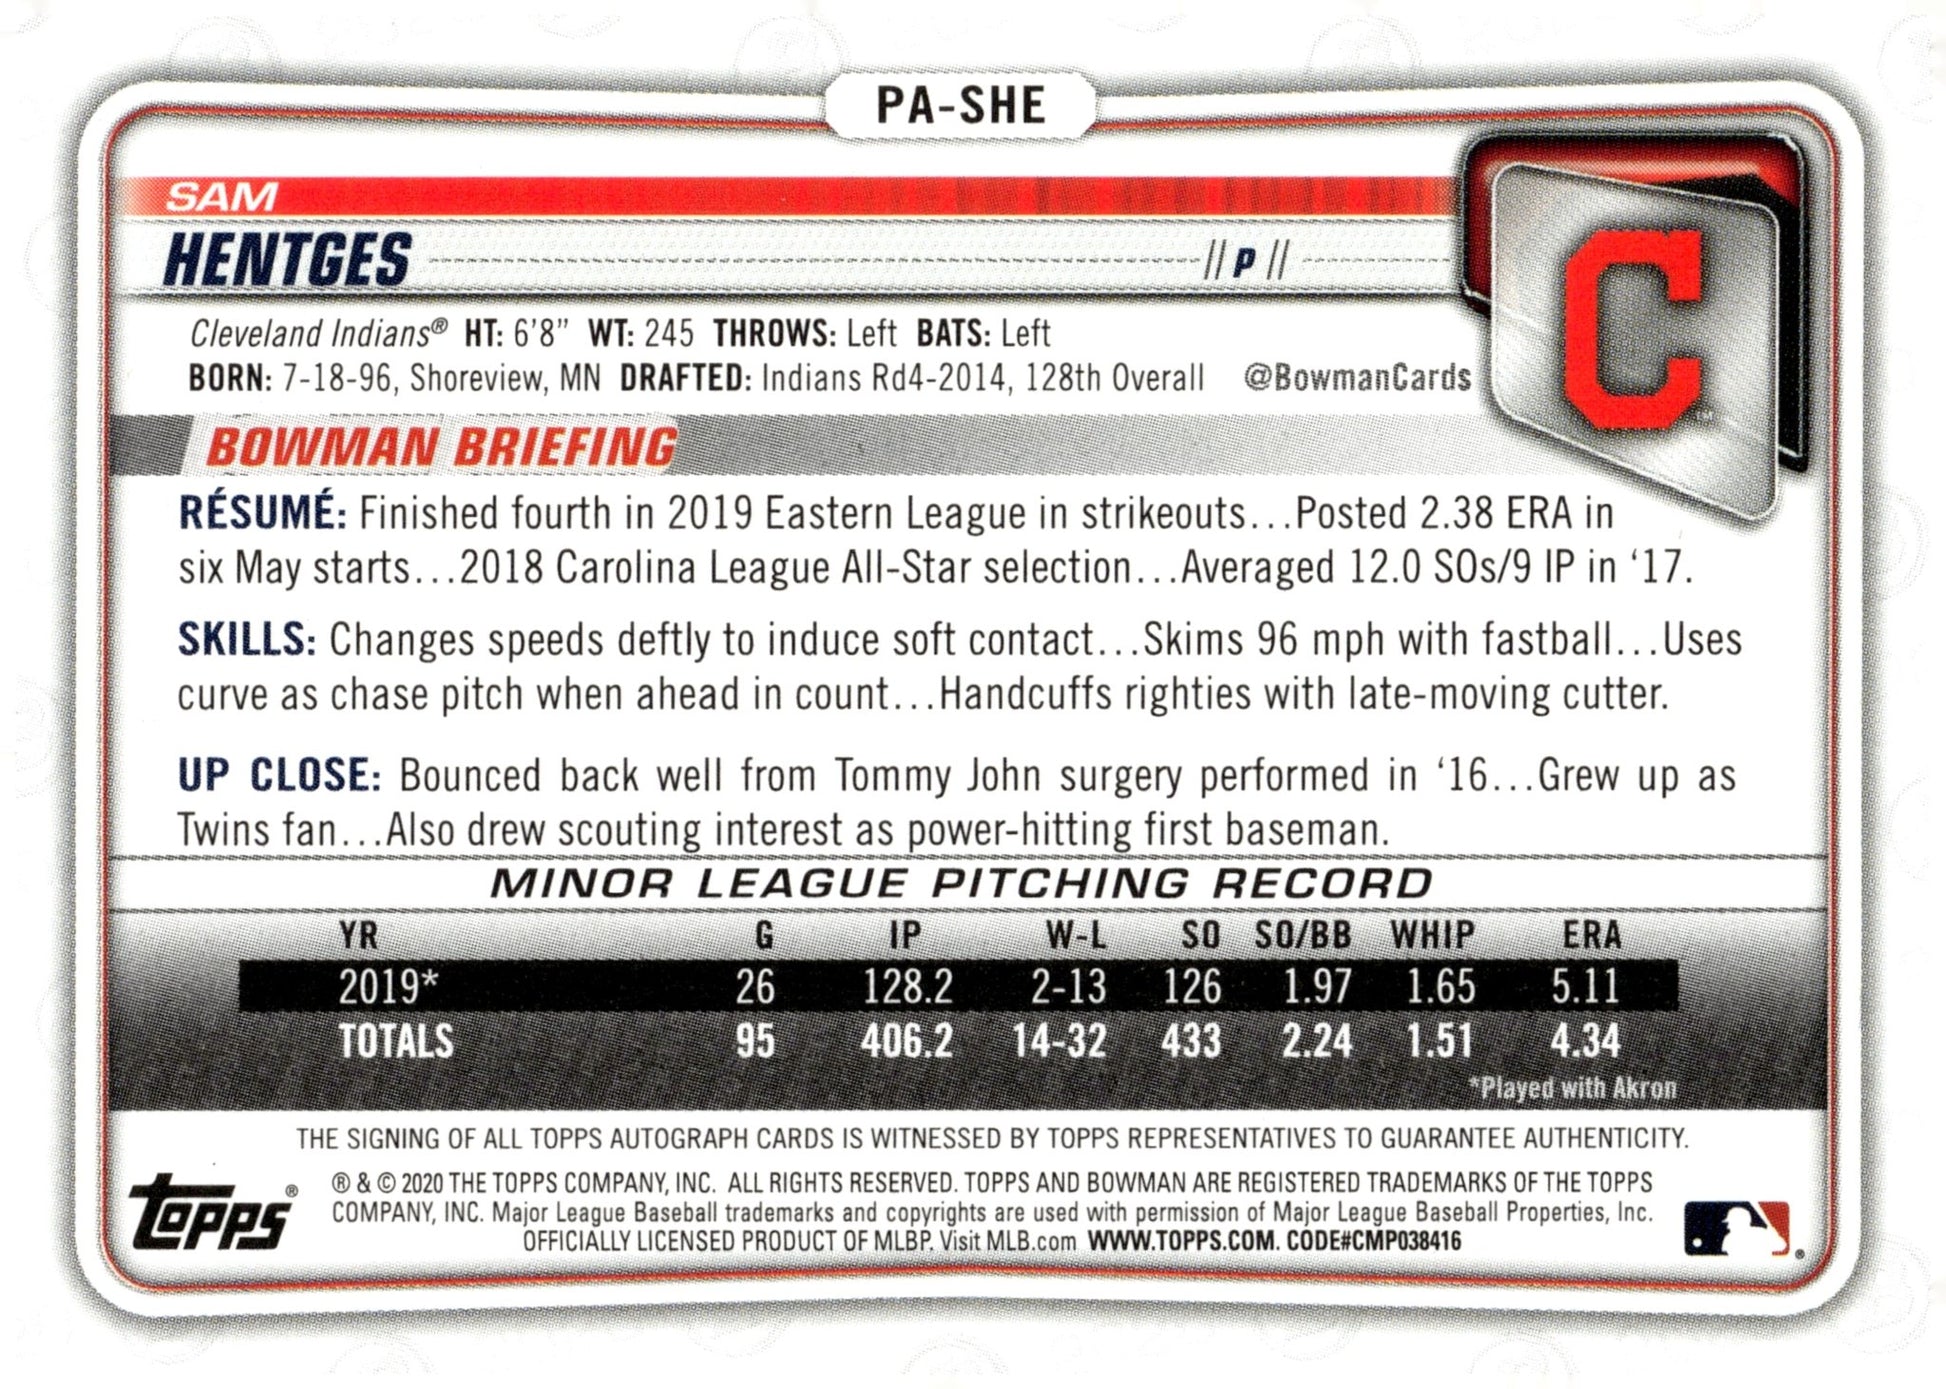 PA-SHE
SAM
HENTGES // P //
C
Cleveland Indians® HT: 6'8” WT: 245 THROWS: Left BATS: Left
BORN: 7-18-96, Shoreview, MN DRAFTED: Indians Rd4-2014, 128th Overall @BowmanCards
BOWMAN BRIEFING
RÉSUMÉ: Finished fourth in 2019 Eastern League in strikeouts...Posted 2.38 ERA in
six May starts...2018 Carolina League All-Star selection...Averaged 12.0 SOs/9 IP in ‘17.
SKILLS: Changes speeds deftly to induce soft contact...Skims 96 mph with fastball...Uses
curve as chase pitch when ahead in count...Handcuffs righties with late-moving cutter.
UP CLOSE: Bounced back well from Tommy John surgery performed in ‘16...Grew up as
Twins fan...Also drew scouting interest as power-hitting first baseman.
MINOR LEAGUE PITCHING RECORD
YR G IP W-L SO SO/BB WHIP ERA
2019* 26 128.2 2-13 126 1.97 1.65 5.11
TOTALS 95 406.2 14-32 433 2.24 1.51 4.34
*Played with Akron
THE SIGNING OF ALL TOPPS AUTOGRAPH CARDS IS WITNESSED BY TOPPS REPRESENTATIVES TO GUARANTEE AUTHENTICITY.
Topps®
® & © 2020 THE TOPPS COMPANY, INC. ALL RIGHTS RESERVED. TOPPS AND BOWMAN ARE REGISTERED TRADEMARKS OF THE TOPPS
COMPANY, INC. Major League Baseball trademarks and copyrights are used with permission of Major League Baseball Properties, Inc.
OFFICIALLY LICENSED PRODUCT OF MLBP. Visit MLB.com WWW.TOPPS.COM. CODE#CMP038416